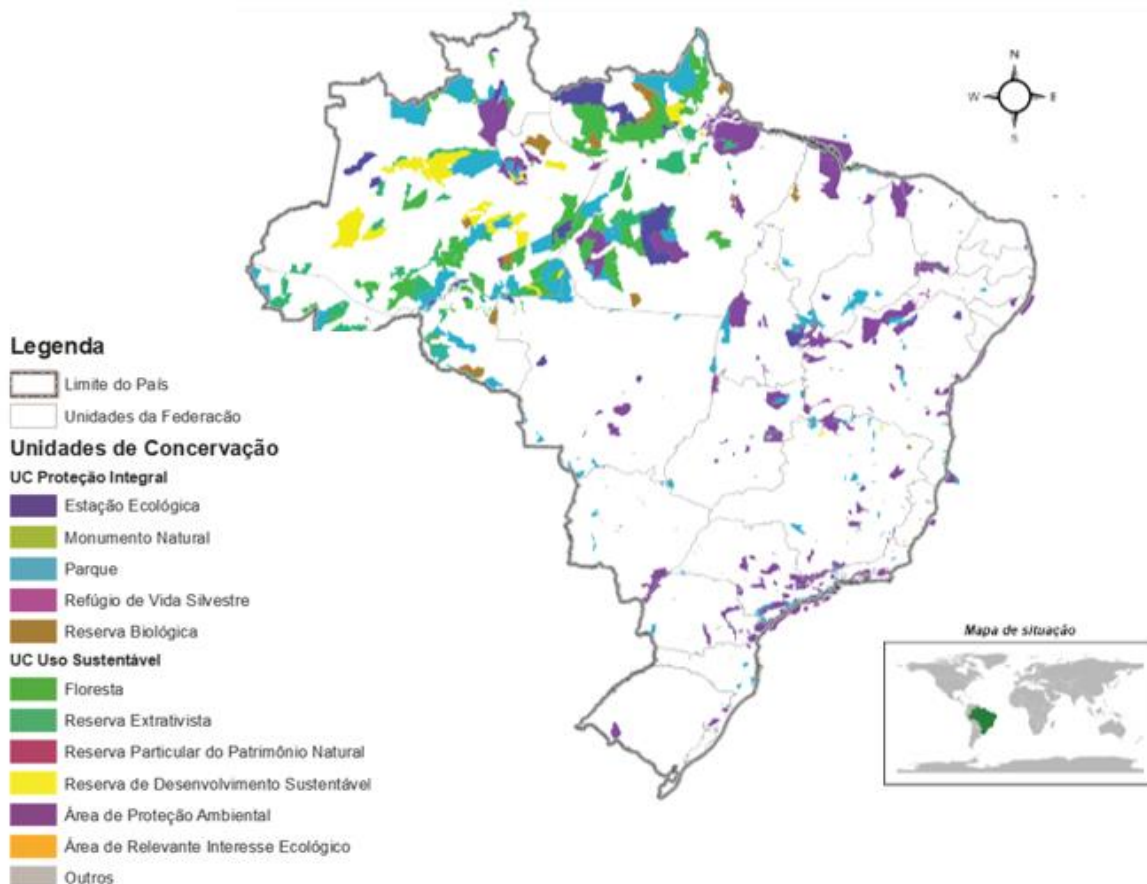 N
W
E
S
Legenda
Limite do País
Unidades da Federacão
Unidades de Concervação
UC Proteção Integral
Estação Ecológica
Monumento Natural
Parque
Refúgio de Vida Silvestre
Reserva Biológica
UC Uso Sustentável
Floresta
Reserva Extrativista
Reserva Particular do Patrimônio Natural
Reserva de Desenvolvimento Sustentável
Área de Proteção Ambiental
Área de Relevante Interesse Ecológico
Outros
Mapa de situação